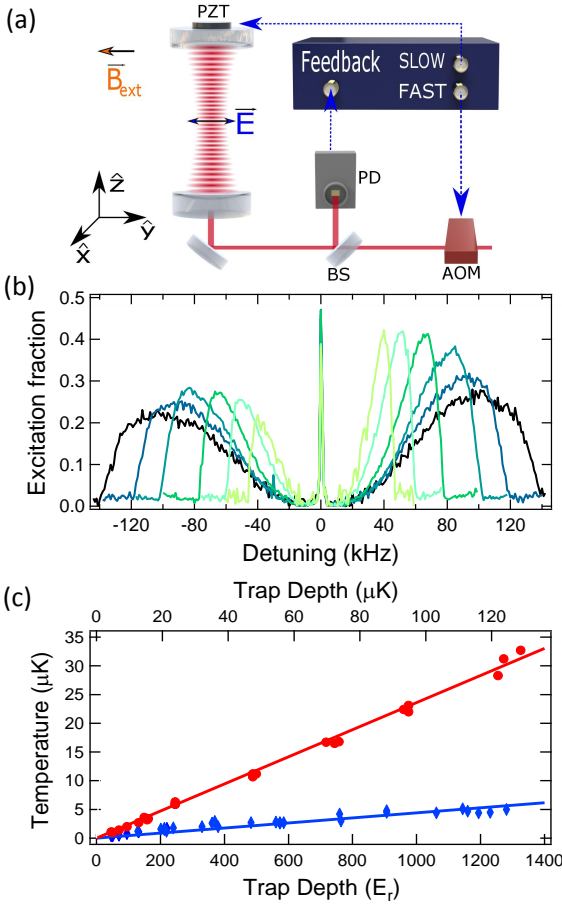 (a)
PZT
B ext
E
Feedback
SLOW
FAST
PD
ẑ
ŷ
x̂
BS
AOM
(b)
Excitation fraction
0.5
0.4
0.3
0.2
0.1
0.0
-120 -80 -40 0 40 80 120
Detuning (kHz)
(c)
Trap Depth (μK)
0 20 40 60 80 100 120
Temperature (μK)
35
30
25
20
15
10
5
0
0 200 400 600 800 1000 1200 1400
Trap Depth (Er)